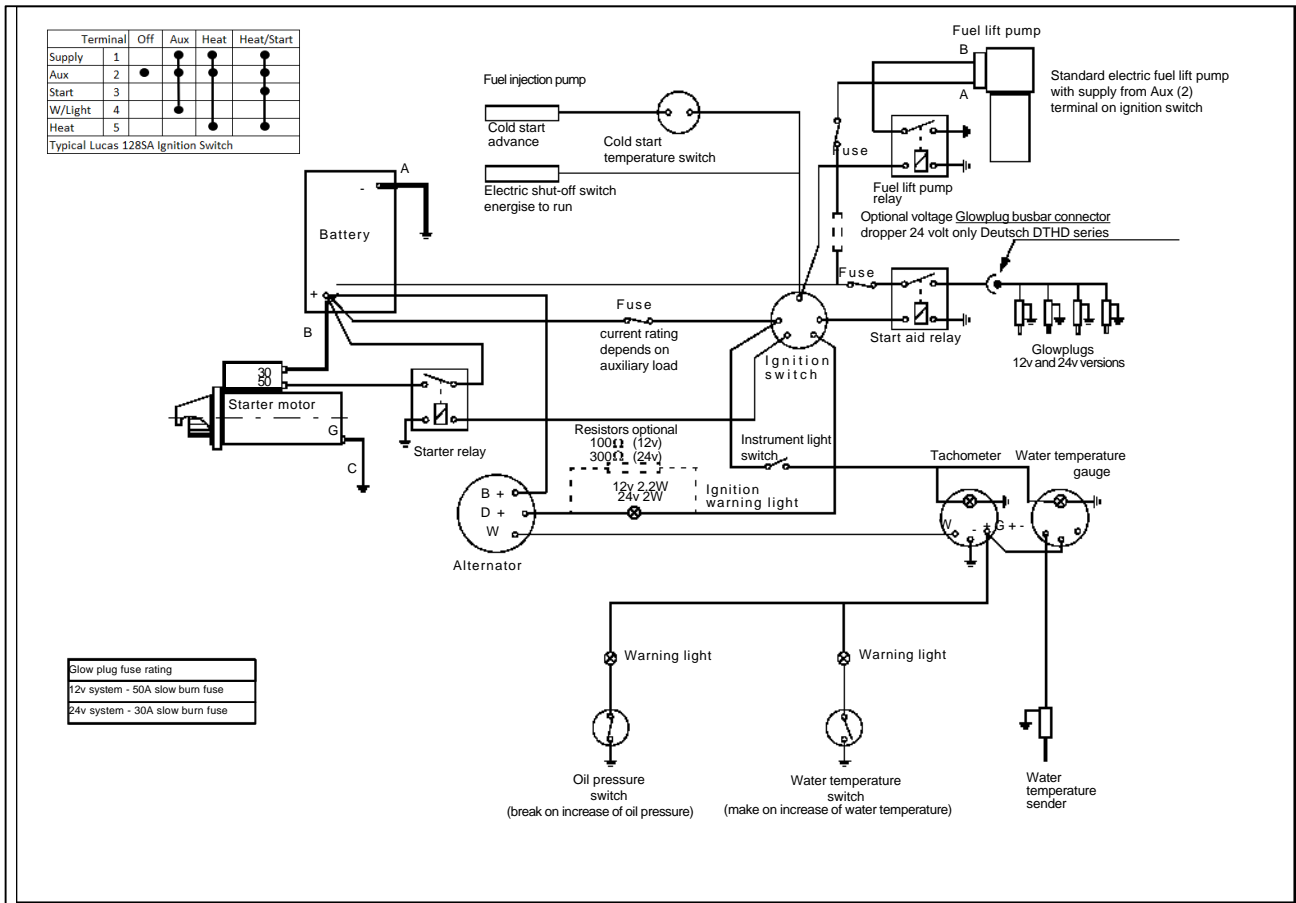 Terminal Off Aux Heat Heat/Start
Supply 1
Aux 2
Start 3
W/Light 4
Heat 5
Typical Lucas 128SA Ignition Switch
Fuel injection pump
Cold start
advance
Cold start
temperature switch
Electric shut-off switch
energise to run
Fuel lift pump
B
A
Standard electric fuel lift pump
with supply from Aux (2)
terminal on ignition switch
Fuse
Fuel lift pump
relay
Optional voltage Glowplug busbar connector
dropper 24 volt only Deutsch DTHD series
A
-
Battery
+
B
Fuse
current rating
depends on
auxiliary load
Ignition
switch
Fuse
Start aid relay
Glowplugs
12v and 24v versions
30
50
Starter motor
G
C
Starter relay
Resistors optional
100Ω (12v)
300Ω (24v)
12v 2,2W
24v 2W
Ignition
warning light
Instrument light
switch
B +
D +
W
Alternator
Tachometer
Water temperature
gauge
W
- + G + -
Warning light
Warning light
Glow plug fuse rating
12v system - 50A slow burn fuse
24v system - 30A slow burn fuse
Oil pressure
switch
(break on increase of oil pressure)
Water temperature
switch
(make on increase of water temperature)
Water
temperature
sender